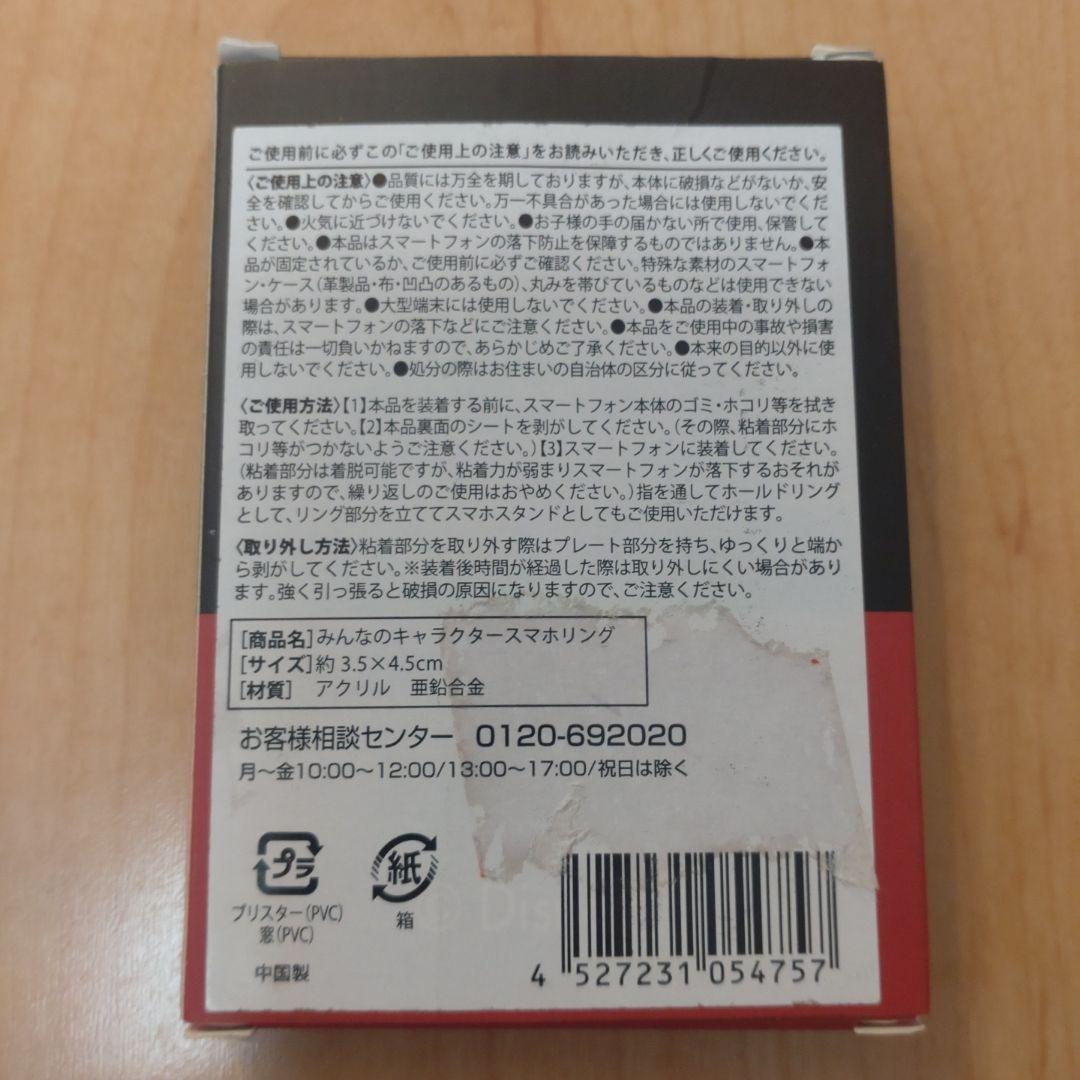 ご使用前に必ずこの「ご使用上の注意」をお読みいただき、正しくご使用ください。
〈ご使用上の注意〉●品質には万全を期しておりますが、本体に破損などがないか、安
全を確認してからご使用ください。万一不具合があった場合には使用しないでくだ
さい。●火気に近づけないでください。●お子様の手の届かない所で使用、保管して
ください。●本品はスマートフォンの落下防止を保障するものではありません。●本
品が固定されているか、ご使用前に必ずご確認ください。特殊な素材のスマートフォ
ン・ケース（革製品・布・凹凸のあるもの）、丸みを帯びているものなどは使用できない
場合があります。●大型端末には使用しないでください。●本品の装着・取り外しの
際は、スマートフォンの落下などにご注意ください。●本品をご使用中の事故や損害
の責任は一切負いかねますので、あらかじめご了承ください。●本来の目的以外に使
用しないでください。●処分の際はお住まいの自治体の区分に従ってください。
〈ご使用方法〉【1】本品を装着する前に、スマートフォン本体のゴミ・ホコリ等を拭き
取ってください。【2】本品裏面のシートを剥がしてください。（その際、粘着部分にホ
コリ等がつかないようご注意ください。）【3】スマートフォンに装着してください。
（粘着部分は着脱可能ですが、粘着力が弱まりスマートフォンが落下するおそれが
ありますので、繰り返しのご使用はおやめください。）指を通してホールドリング
として、リング部分を立ててスマホスタンドとしてもご使用いただけます。
〈取り外し方法〉粘着部分を取り外す際はプレート部分を持ち、ゆっくりと端か
ら剥がしてください。※装着後時間が経過した際は取り外しにくい場合があり
ます。強く引っ張ると破損の原因になりますので、ご注意ください。
［商品名］みんなのキャラクタースマホリング
［サイズ］約 3.5×4.5cm
［材質］ アクリル 亜鉛合金
お客様相談センター 0120-692020
月～金10:00～12:00/13:00～17:00/祝日は除く
プラ
紙
ブリスター（PVC）
窓（PVC）
箱
中国製
4 527231 054757